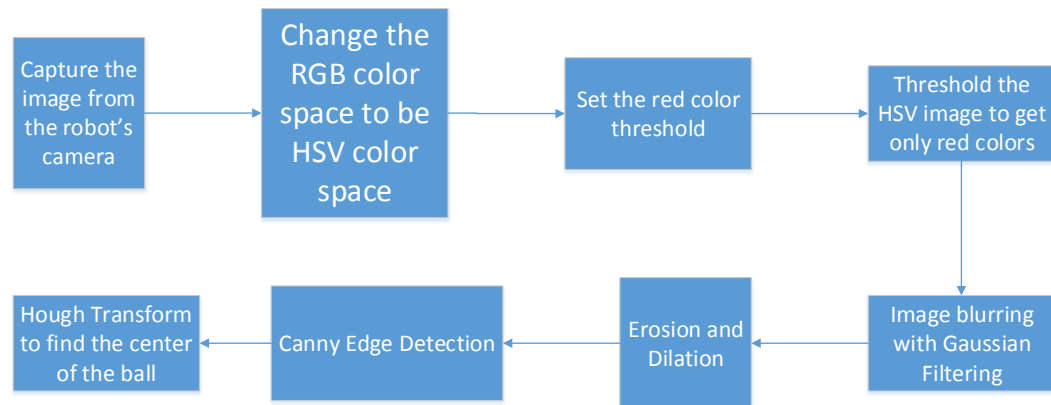 Capture the
image from
the robot's
camera
Change the
RGB color
space to be
HSV color
space
Set the red color
threshold
Threshold the
HSV image to get
only red colors
Image blurring
with Gaussian
Filtering
Erosion and
Dilation
Canny Edge Detection
Hough Transform
to find the center
of the ball